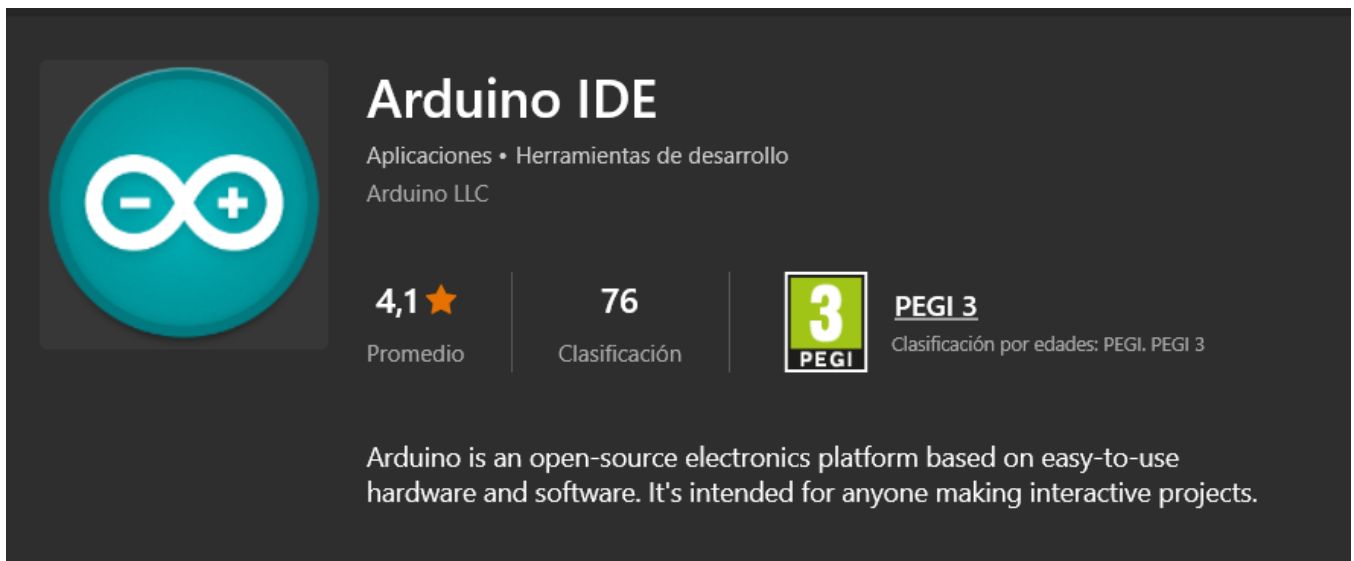 Arduino IDE
Aplicaciones • Herramientas de desarrollo
Arduino LLC
4,1
Promedio
76
Clasificación
3
PEGI
PEGI 3
Clasificación por edades: PEGI. PEGI 3
Arduino is an open-source electronics platform based on easy-to-use
hardware and software. It's intended for anyone making interactive projects.